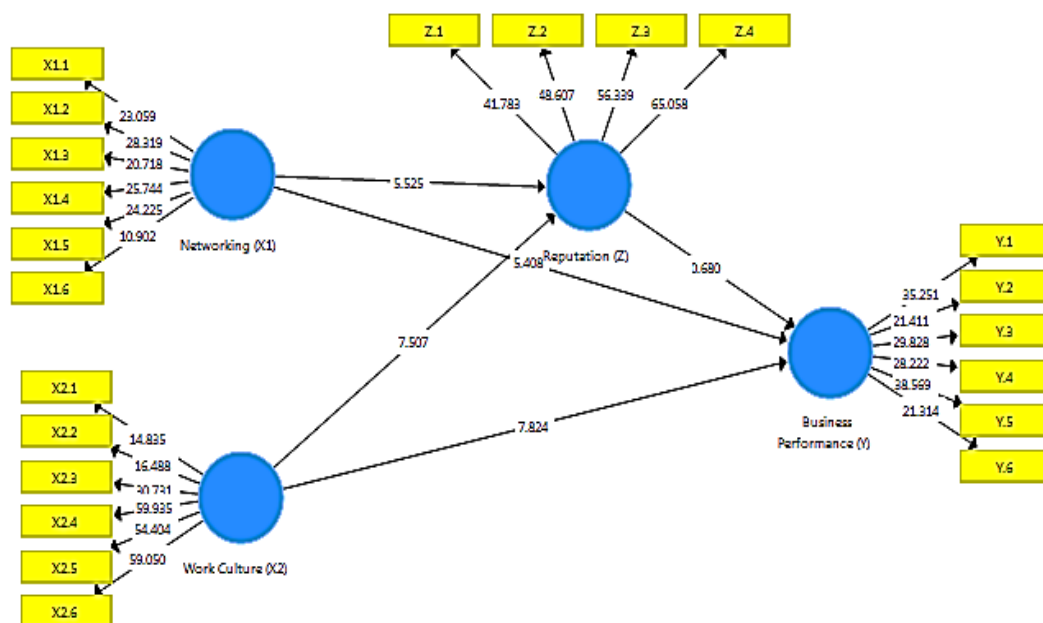 Z.1
Z.2
Z.3
Z.4
X1.1
X1.2
X1.3
X1.4
X1.5
X1.6
23.059
28.319
20.718
25.744
24.225
10.902
41.783
48.607
56.339
65.058
Networking (X1)
Reputation (Z)
5.525
5.408
0.680
7.507
7.824
Y.1
Y.2
Y.3
Y.4
Y.5
Y.6
35.251
21.411
29.828
28.222
38.569
21.314
Business
Performance (Y)
X2.1
X2.2
X2.3
X2.4
X2.5
X2.6
14.835
16.488
30.731
59.935
54.404
59.050
Work Culture (X2)